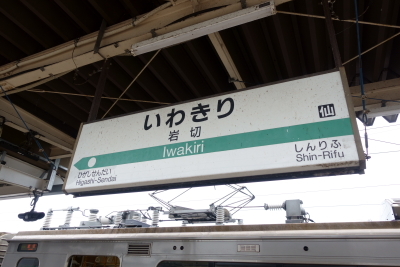 いわきり
岩切
仙
Iwakiri
ひがしせんだい
Higashi-Sendai
しんりふ
Shin-Rifu